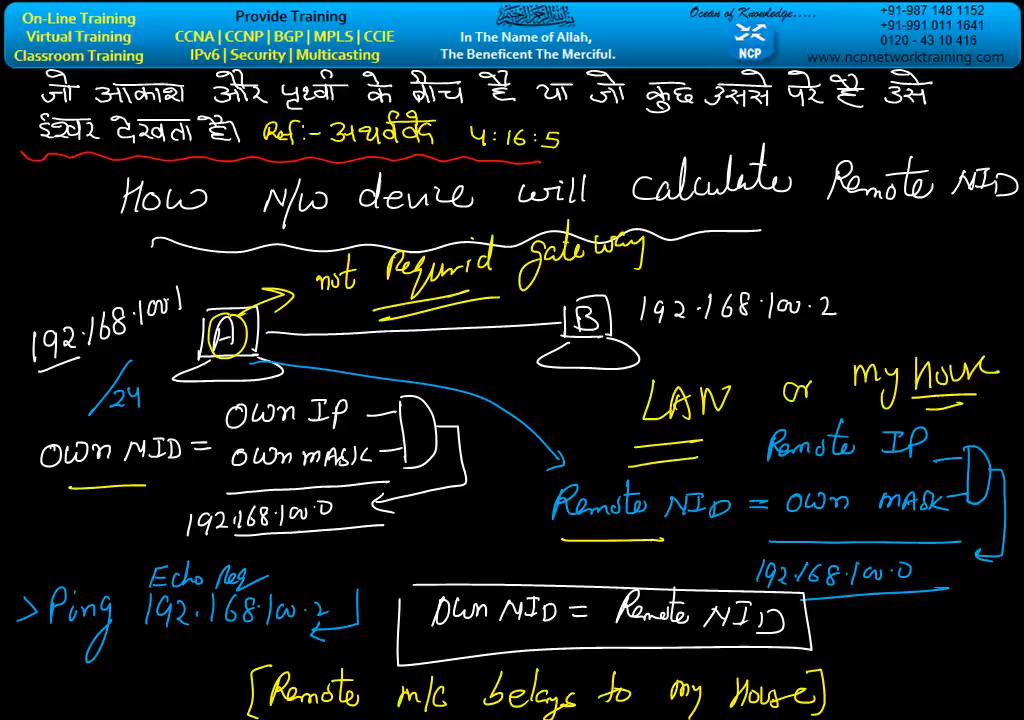 On-Line Training
Virtual Training
Classroom Training
Provide Training
CCNA | CCNP | BGP | MPLS | CCIE
IPv6 | Security | Multicasting
In The Name of Allah,
The Beneficent The Merciful.
Ocean of Knowledge.....
NCP
+91-987 148 1152
+91-991 011 1641
0120 - 43 10 416
www.ncpnetworktraining.com
जो आकाश और पृथ्वी के बीच है या जो कुछ उससे परे है उसे
ईश्वर देखता है। Ref:- अथर्ववेद 4:16:5
How N/w device will calculate Remote NID
not Requrid gateway
192.168.100.1
A
B
192.168.100.2
/24
LAN or my House
OWN NID =
OWN IP
OWN MASK
192.168.100.0
Remote NID =
Remote IP
OWN MASK
192.168.100.0
Echo Req
>Ping 192.168.100.2
OWN NID = Remote NID
[Remote m/c belogs to my House]